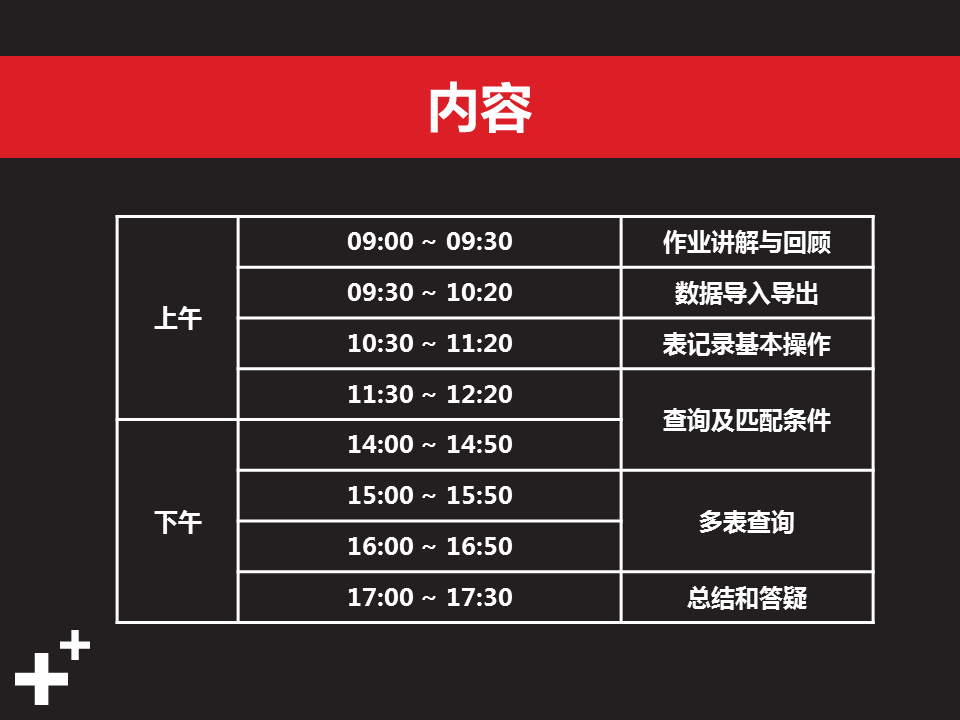 内容
上午
09:00 ~ 09:30 作业讲解与回顾
09:30 ~ 10:20 数据导入导出
10:30 ~ 11:20 表记录基本操作
11:30 ~ 12:20
查询及匹配条件
下午
14:00 ~ 14:50
15:00 ~ 15:50
多表查询
16:00 ~ 16:50
17:00 ~ 17:30 总结和答疑